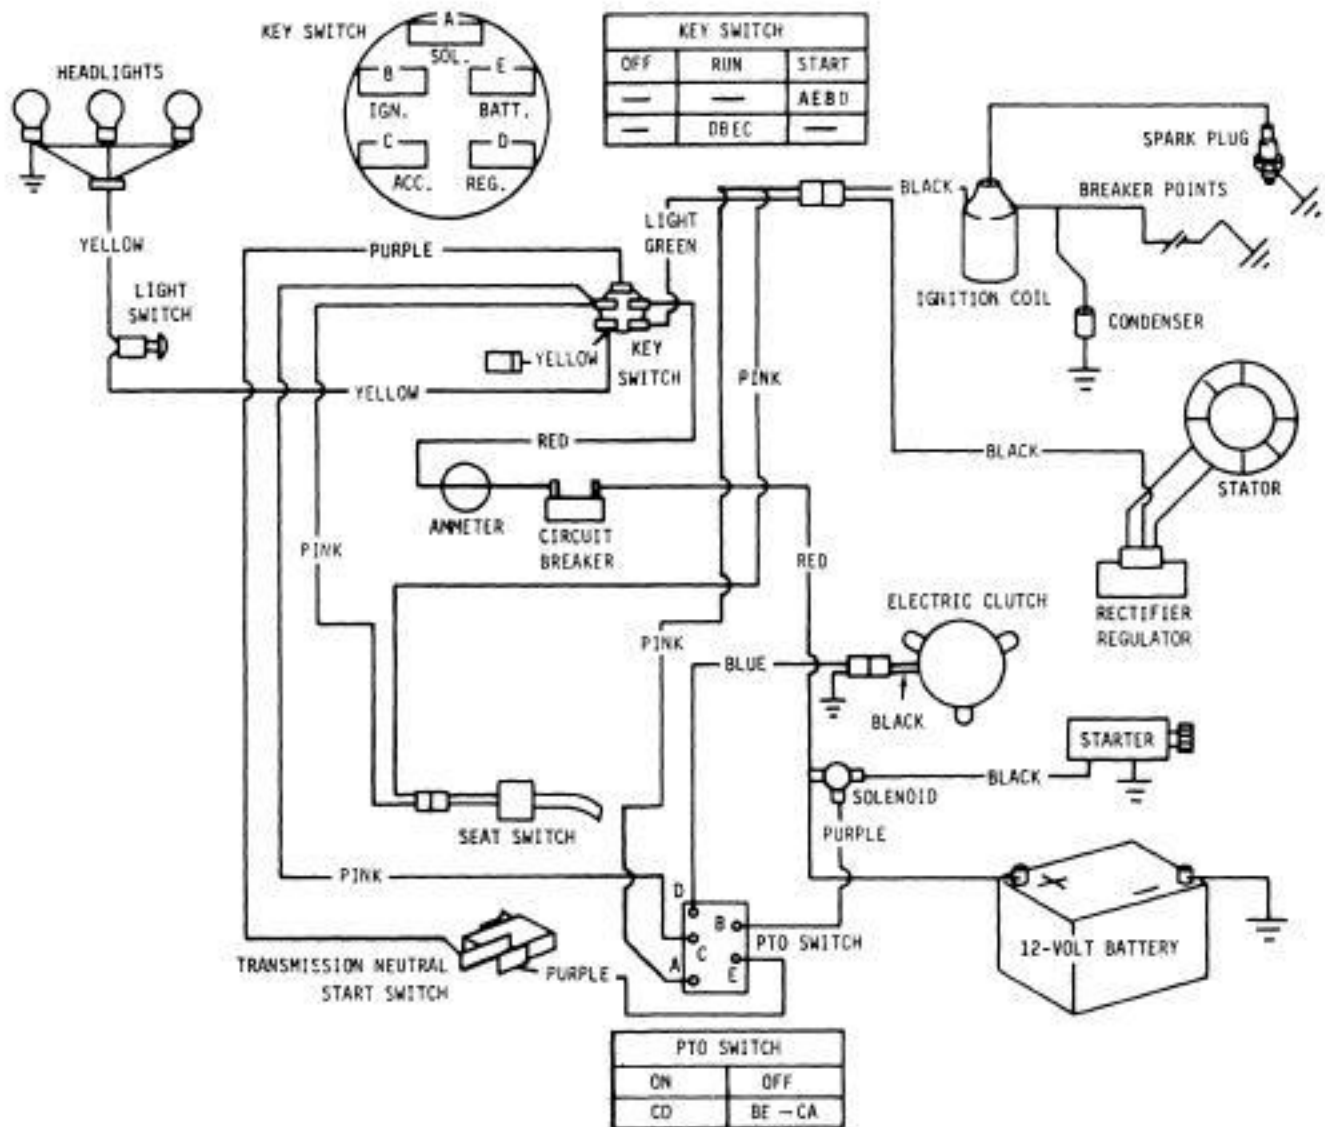 KEY SWITCH
A
SOL.
B
IGN.
E
BATT.
C
ACC.
D
REG.
KEY SWITCH
OFF RUN START
— — AEBD
— DBEC —
HEADLIGHTS
YELLOW
LIGHT
SWITCH
PURPLE
YELLOW
KEY
SWITCH
YELLOW
LIGHT
GREEN
BLACK
IGNITION COIL
SPARK PLUG
BREAKER POINTS
CONDENSER
PINK
RED
AMMETER
CIRCUIT
BREAKER
PINK
BLACK
STATOR
RECTIFIER
REGULATOR
RED
PINK
BLUE
ELECTRIC CLUTCH
BLACK
STARTER
BLACK
SOLENOID
PURPLE
SEAT SWITCH
PINK
D
B
C
A
E
PTO SWITCH
+ −
12-VOLT BATTERY
TRANSMISSION NEUTRAL
START SWITCH
PURPLE
PTO SWITCH
ON OFF
CD BE — CA